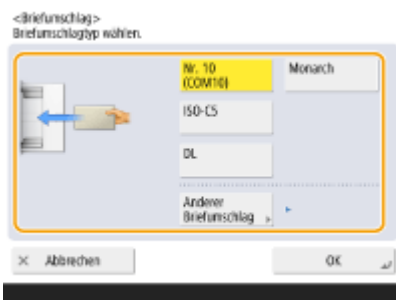 <Briefumschlag>
Briefumschlagtyp wählen.
Nr. 10
(COM10)
Monarch
ISO-C5
DL
Anderer
Briefumschlag
Abbrechen
OK